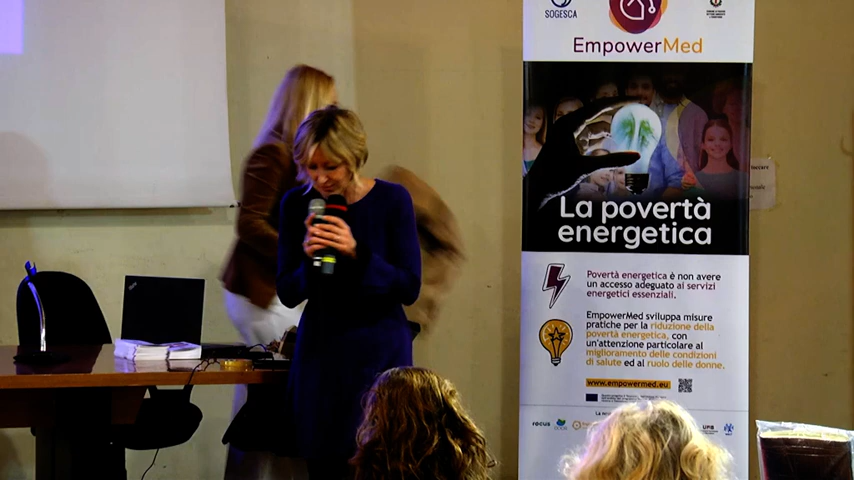 SOGESCA
EmpowerMed
La povertà
energetica
Povertà energetica è non avere
un accesso adeguato ai servizi
energetici essenziali.
EmpowerMed sviluppa misure
pratiche per la riduzione della
povertà energetica, con
un'attenzione particolare al
miglioramento delle condizioni
di salute ed al ruolo delle donne.
www.empowermed.eu
focus
UPB